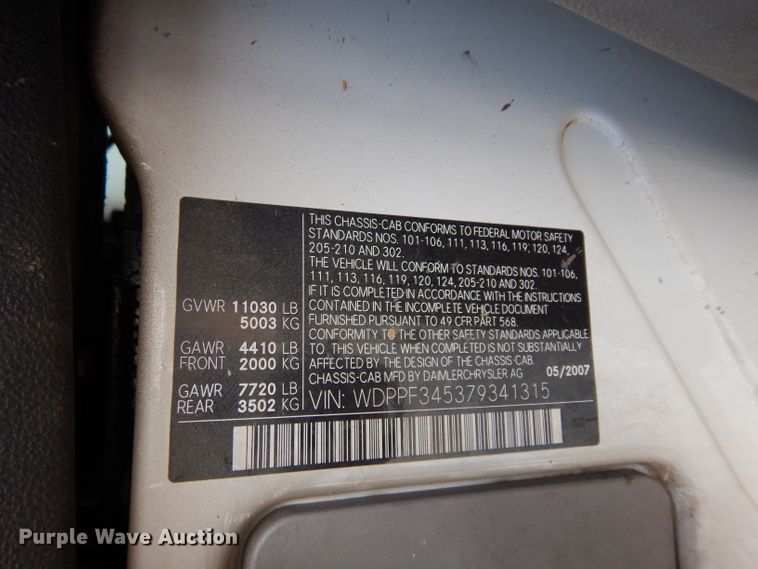 THIS CHASSIS-CAB CONFORMS TO FEDERAL MOTOR SAFETY
STANDARDS NOS. 101-106, 111, 113, 116, 119, 120, 124,
205-210 AND 302.
THE VEHICLE WILL CONFORM TO STANDARDS NOS. 101-106,
111, 113, 116, 119, 120, 124, 205-210 AND 302.
IF IT IS COMPLETED IN ACCORDANCE WITH THE INSTRUCTIONS
CONTAINED IN THE INCOMPLETE VEHICLE DOCUMENT
FURNISHED PURSUANT TO 49 CFR PART 568.
CONFORMITY TO THE OTHER SAFETY STANDARDS APPLICABLE
TO, THIS VEHICLE WHEN COMPLETED IS NOT SUBSTANTIALLY
AFFECTED BY THE DESIGN OF THE CHASSIS-CAB.
CHASSIS-CAB MFD BY DAIMLERCHRYSLER AG 05/2007
GVWR 11030 LB
5003 KG
GAWR 4410 LB
FRONT 2000 KG
GAWR 7720 LB
REAR 3502 KG
VIN: WDPPF345379341315
Purple Wave Auction®
purplewave.com